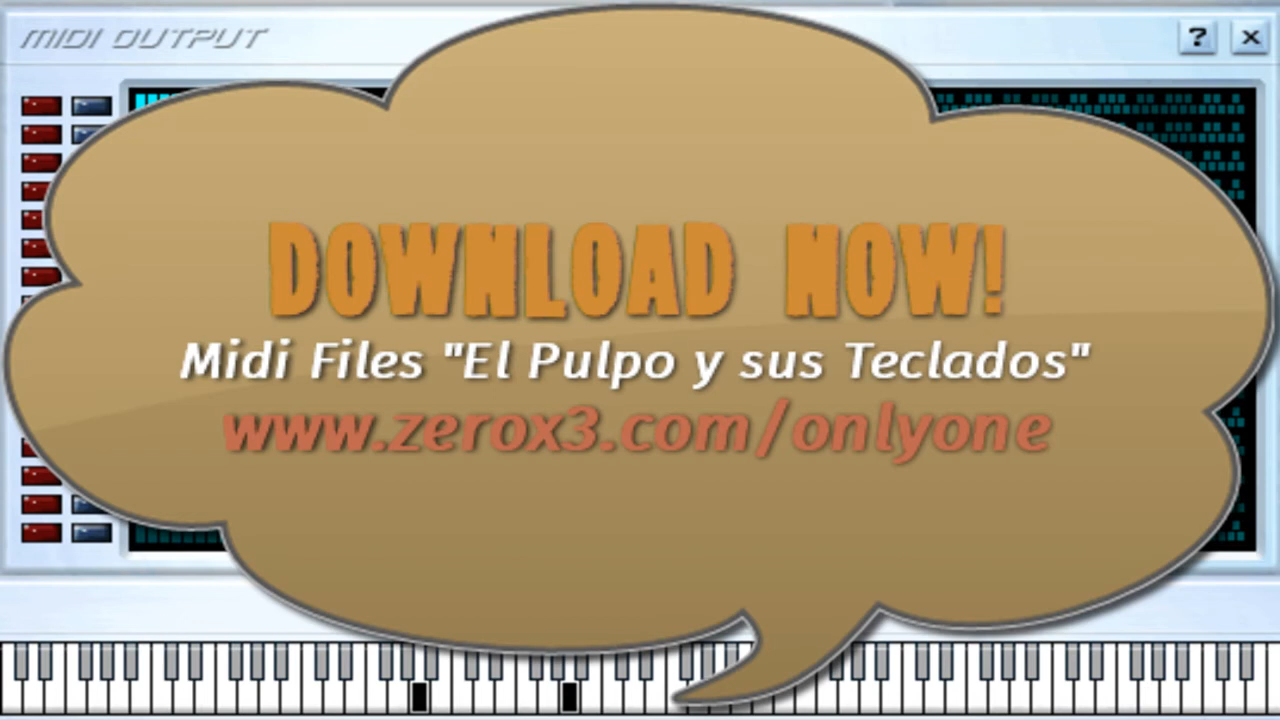 MIDI OUTPUT
? ×
DOWNLOAD NOW!
Midi Files "El Pulpo y sus Teclados"
www.zerox3.com/onlyone